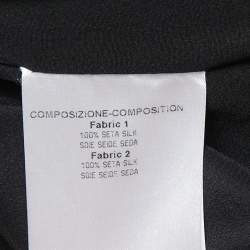 COMPOSIZIONE-COMPOSITION
Fabric 1
100% SETA SILK
SOIE SEIDE SEDA
Fabric 2
100% SETA SILK
SOIE SEIDE SEDA